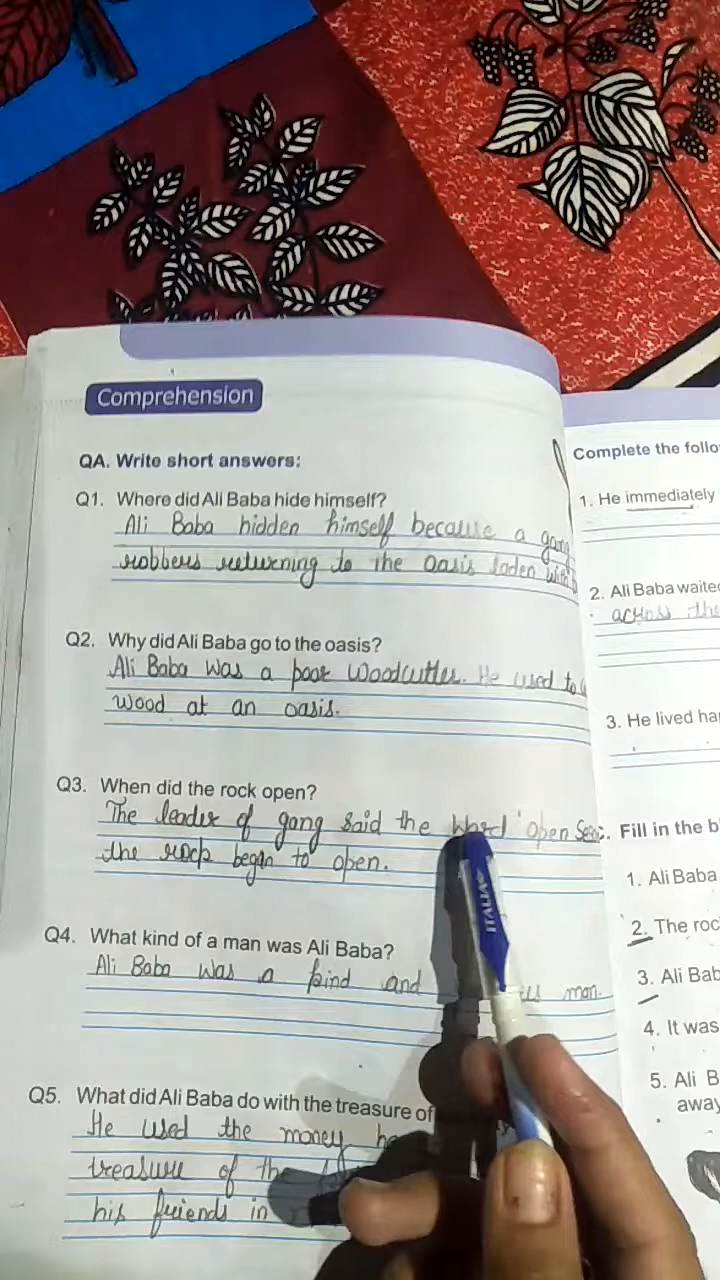 Comprehension
QA. Write short answers:
Q1. Where did Ali Baba hide himself?
Ali Baba hidden himself because a gang
robbers returning to the Oasis laden with
Q2. Why did Ali Baba go to the oasis?
Ali Baba was a poor woodcutter. He used to
wood at an oasis.
Q3. When did the rock open?
The leader of gang said the word 'open
the rock began to open.
Q4. What kind of a man was Ali Baba?
Ali Baba was a kind and man.
Q5. What did Ali Baba do with the treasure of
He used the money
treasure of the
his friends in
ITALIA
Complete the follo
1. He immediately
2. Ali Baba waited
across the
3. He lived ha
Fill in the b
1. Ali Baba
2. The roc
3. Ali Bab
4. It was
5. Ali B
away